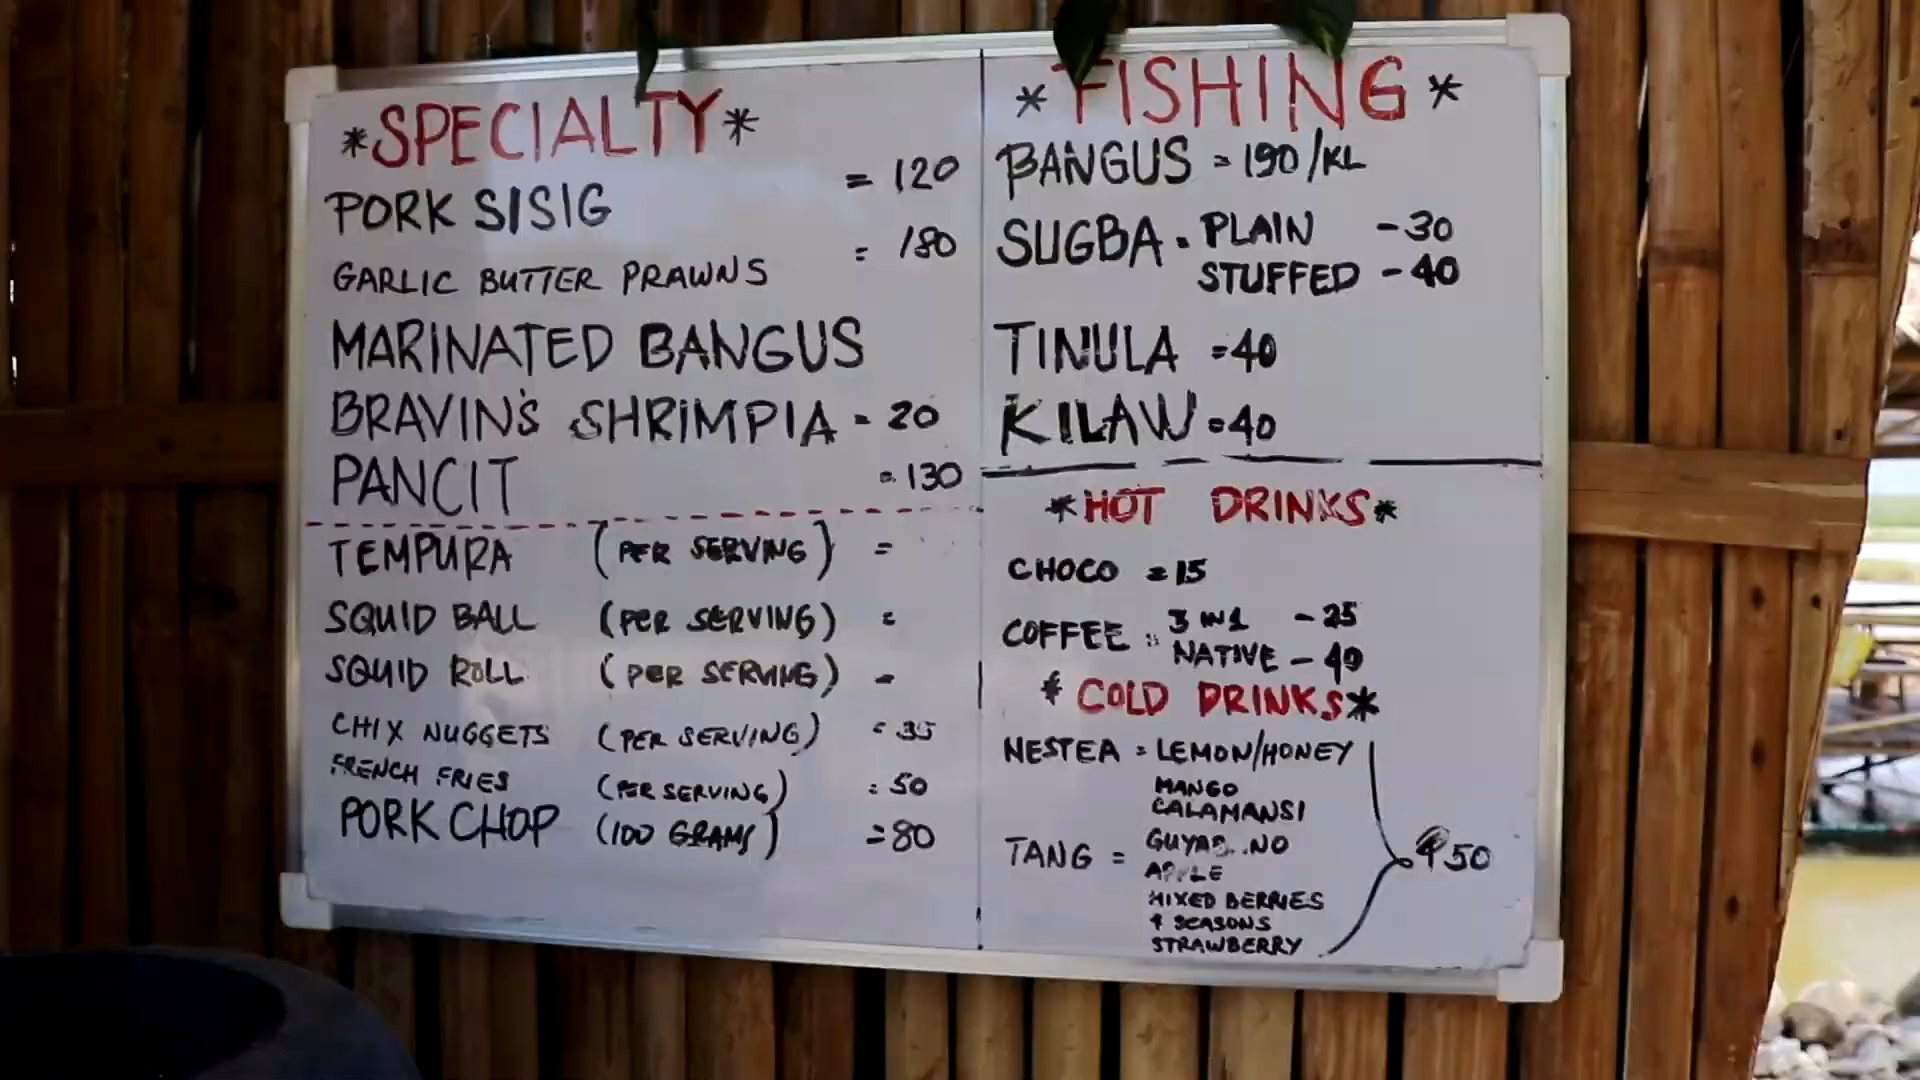 *SPECIALTY*
PORK SISIG = 120
GARLIC BUTTER PRAWNS = 180
MARINATED BANGUS
BRAVIN'S SHRIMPIA = 20
PANCIT = 130
TEMPURA (PER SERVING) =
SQUID BALL (PER SERVING) =
SQUID ROLL (PER SERVING) =
CHIX NUGGETS (PER SERVING) = 35
FRENCH FRIES (PER SERVING) = 50
PORK CHOP (100 GRAMS) = 80
*FISHING*
BANGUS = 190/KL
SUGBA = PLAIN - 30
STUFFED - 40
TINULA = 40
KILAW = 40
*HOT DRINKS*
CHOCO = 15
COFFEE = 3 IN 1 - 25
NATIVE - 40
*COLD DRINKS*
NESTEA = LEMON/HONEY
MANGO
CALAMANSI
TANG =
APPLE
MIXED BERRIES
4 SEASONS
STRAWBERRY
₱50